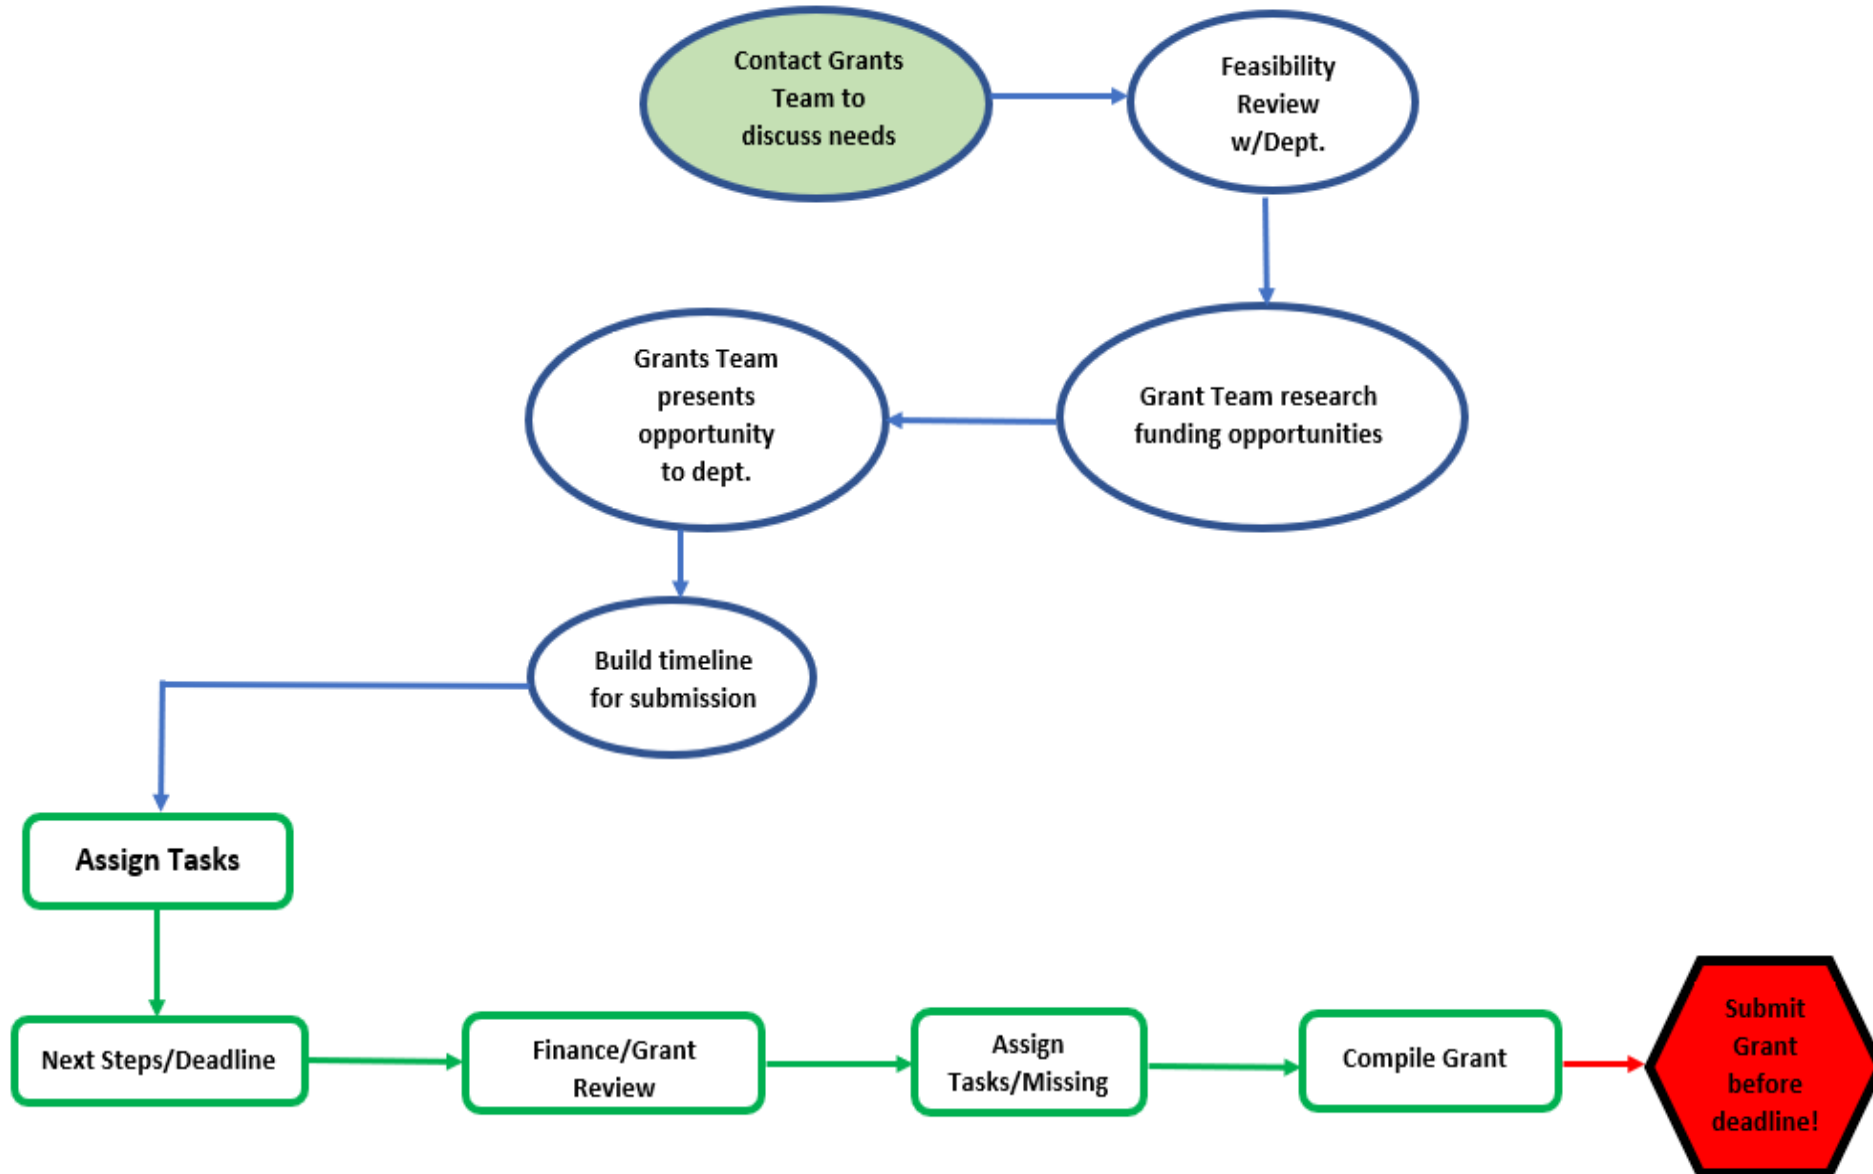 Contact Grants
Team to
discuss needs
Feasibility
Review
w/Dept.
Grant Team research
funding opportunities
Grants Team
presents
opportunity
to dept.
Build timeline
for submission
Assign Tasks
Next Steps/Deadline
Finance/Grant
Review
Assign
Tasks/Missing
Compile Grant
Submit
Grant
before
deadline!